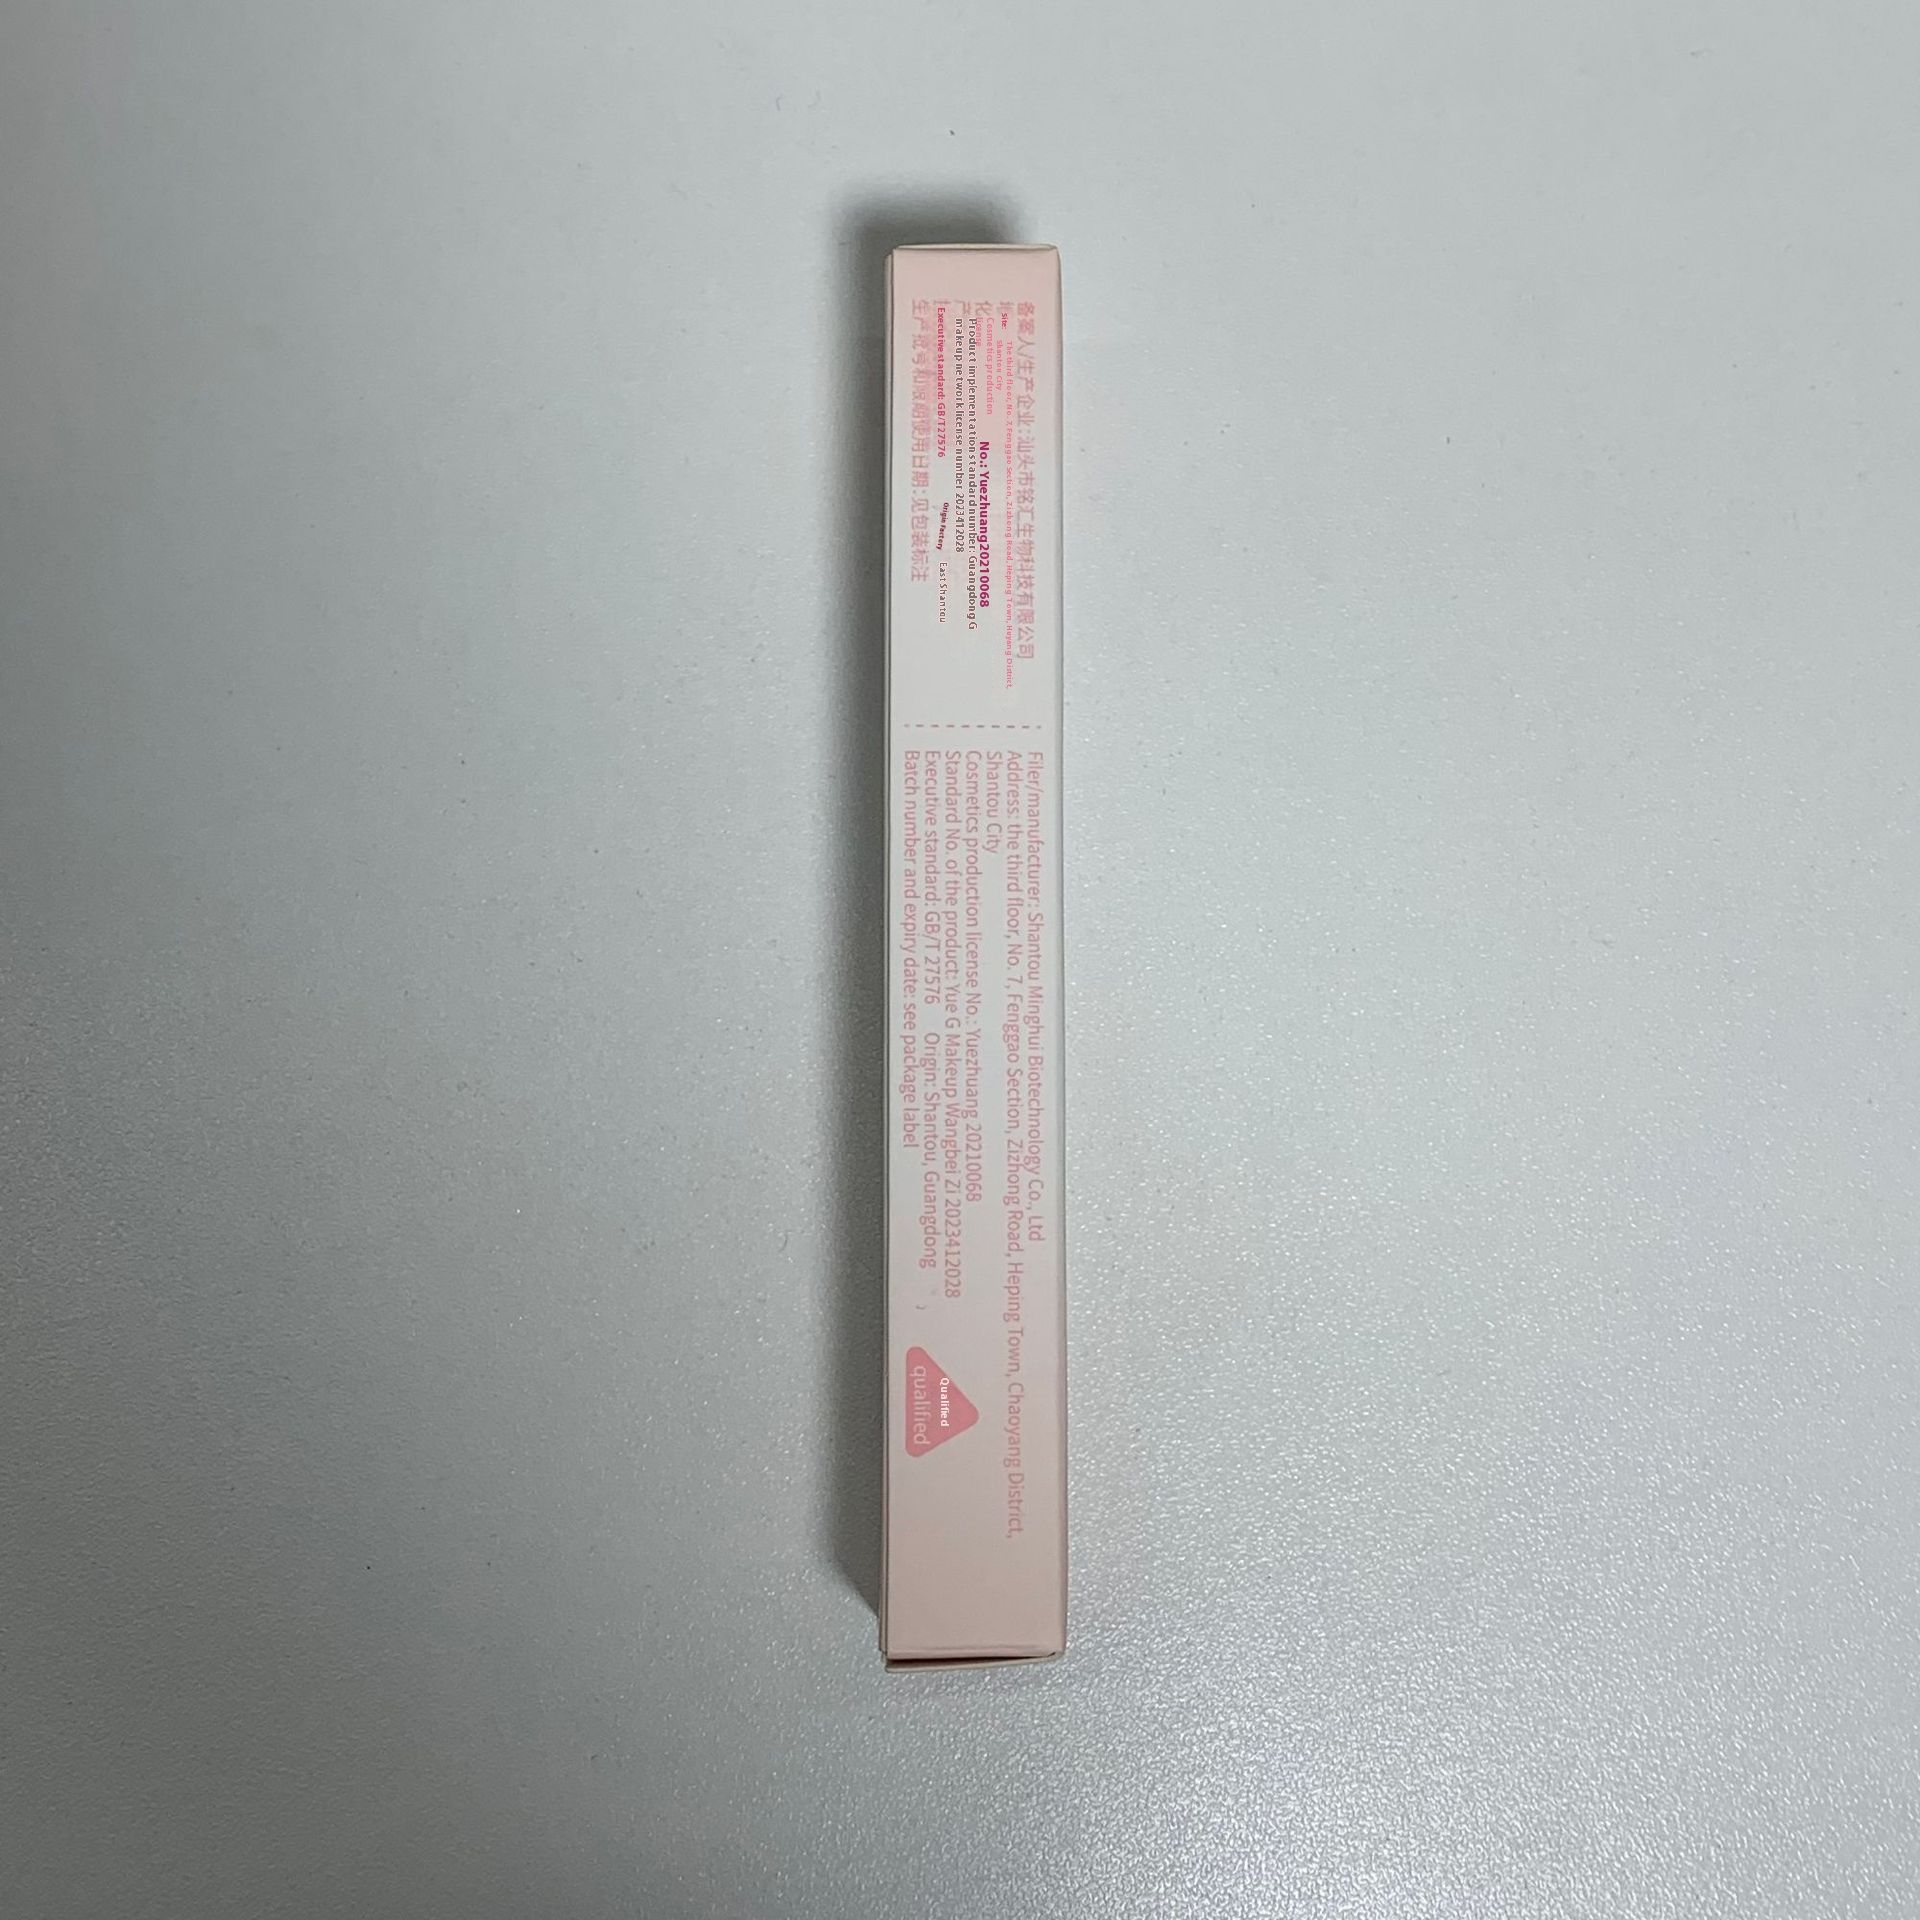 备案人/生产企业：汕头市铭汇生物科技有限公司
Site:
The third floor, No. 7, Fenggao Section, Zizhong Road, Heping Town, Heyang District,
Shantou City
Cosmetics production
license
No.: Yuezhuang20210068
Product implementation standard number: Guangdong G
makeup network license number 2023412028
Executive standard: GB/T27576
Origin Factory
East Shantou
生产批号和限期使用日期：见包装标注
Filer/manufacturer: Shantou Minghui Biotechnology Co., Ltd
Address: the third floor, No. 7, Fenggao Section, Zizhong Road, Heping Town, Chaoyang District,
Shantou City
Cosmetics production license No.: Yuezhuang 20210068
Standard No. of the product: Yue G Makeup Wangbei Zi 2023412028
Executive standard: GB/T 27576 Origin: Shantou, Guangdong
Batch number and expiry date: see package label
Qualified
qualified